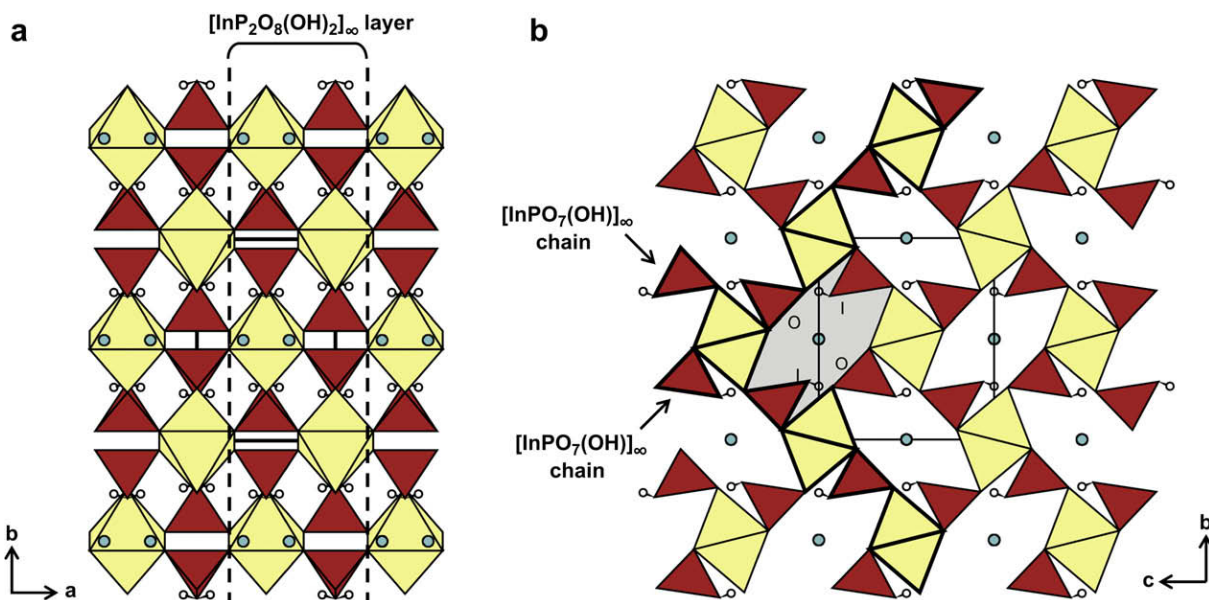 a
[InP₂O₈(OH)₂]∞ layer
b
a
b
[InPO₇(OH)]∞
chain
[InPO₇(OH)]∞
chain
O
I
I
O
b
c